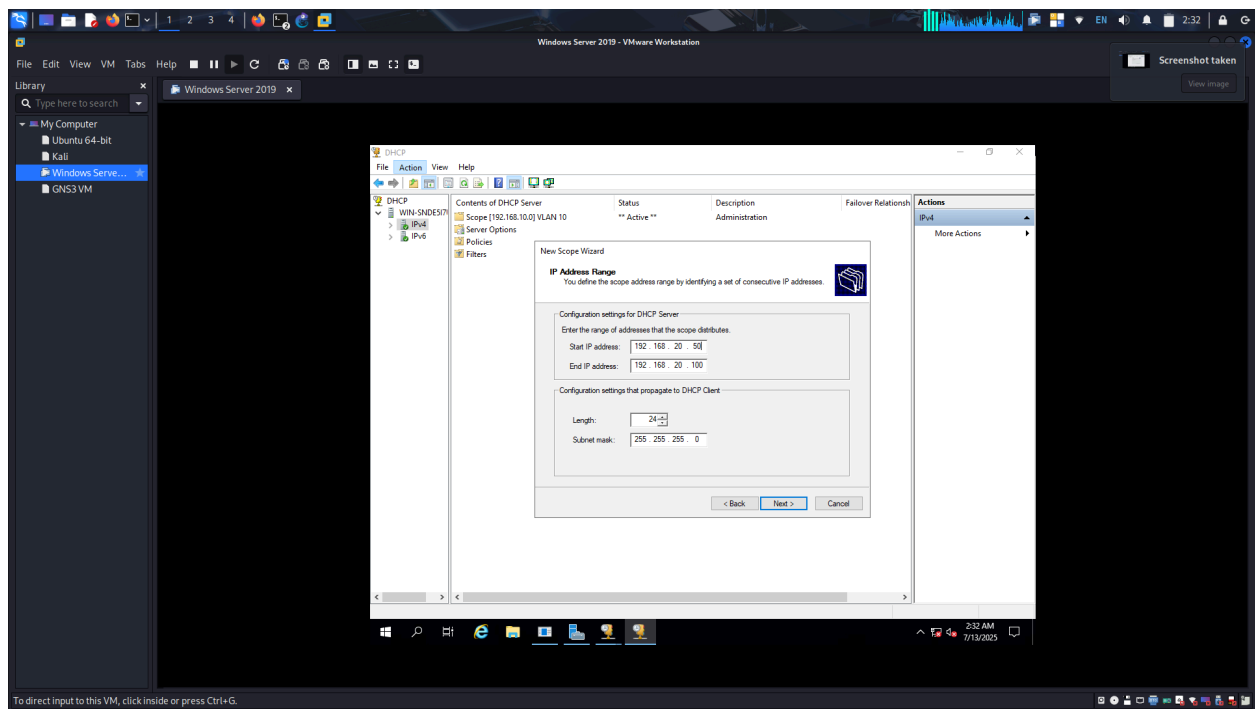 1 2 3 4
EN
2:32
Windows Server 2019 - VMware Workstation
Screenshot taken
View image
File Edit View VM Tabs Help
Library
Windows Server 2019
Type here to search
My Computer
Ubuntu 64-bit
Kali
Windows Serve...
GNS3 VM
DHCP
File Action View Help
DHCP
WIN-SNDE5I7
IPv4
IPv6
Contents of DHCP Server Status Description Failover Relationsh
Scope [192.168.10.0] VLAN 10 ** Active ** Administration
Server Options
Policies
Filters
Actions
IPv4
More Actions
New Scope Wizard
IP Address Range
You define the scope address range by identifying a set of consecutive IP addresses.
Configuration settings for DHCP Server
Enter the range of addresses that the scope distributes.
Start IP address: 192 . 168 . 20 . 50
End IP address: 192 . 168 . 20 . 100
Configuration settings that propagate to DHCP Client
Length: 24
Subnet mask: 255 . 255 . 255 . 0
< Back Next > Cancel
2:32 AM
7/13/2025
To direct input to this VM, click inside or press Ctrl+G.